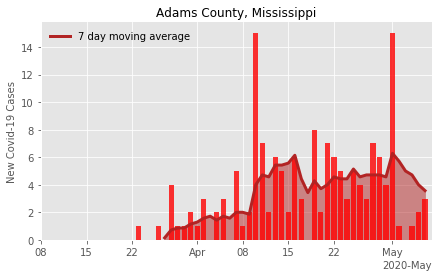 Adams County, Mississippi
7 day moving average
New Covid-19 Cases
14
12
10
8
6
4
2
0
08 15 22 Apr 08 15 22 May
2020-May